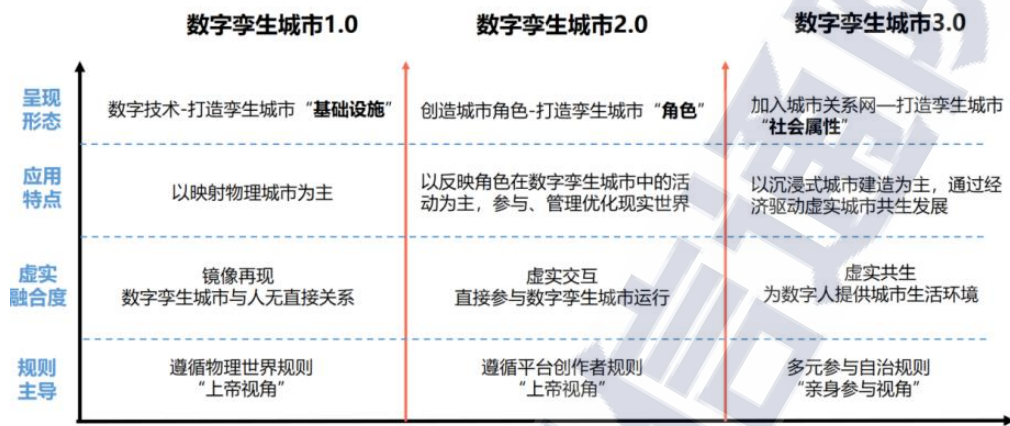 数字孪生城市1.0
数字孪生城市2.0
数字孪生城市3.0
呈现
形态
数字技术-打造孪生城市“基础设施”
创造城市角色-打造孪生城市“角色”
加入城市关系网—打造孪生城市
“社会属性”
应用
特点
以映射物理城市为主
以反映角色在数字孪生城市中的活
动为主，参与、管理优化现实世界
以沉浸式城市建造为主，通过经
济驱动虚实城市共生发展
虚实
融合度
镜像再现
数字孪生城市与人无直接关系
虚实交互
直接参与数字孪生城市运行
虚实共生
为数字人提供城市生活环境
规则
主导
遵循物理世界规则
“上帝视角”
遵循平台创作者规则
“上帝视角”
多元参与自治规则
“亲身参与视角”